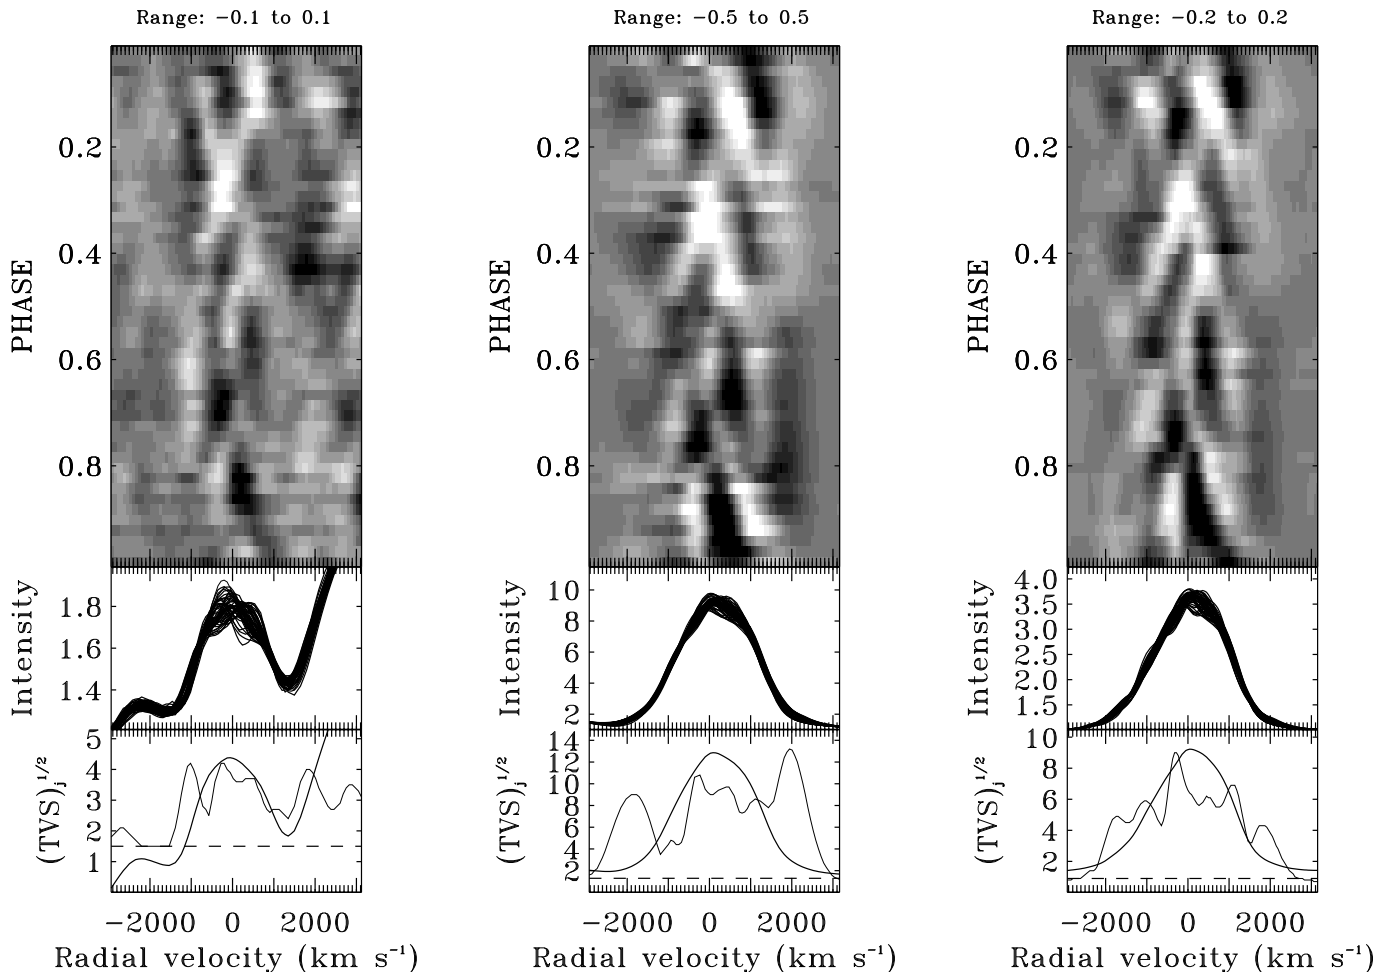 Range: −0.1 to 0.1
Range: −0.5 to 0.5
Range: −0.2 to 0.2
PHASE
0.2
0.4
0.6
0.8
PHASE
0.2
0.4
0.6
0.8
PHASE
0.2
0.4
0.6
0.8
Intensity
1.8
1.6
1.4
Intensity
10
8
6
4
2
Intensity
4.0
3.5
3.0
2.5
2.0
1.5
(TVS)j^1/2
5
4
3
2
1
(TVS)j^1/2
14
12
10
8
6
4
2
(TVS)j^1/2
10
8
6
4
2
−2000 0 2000
−2000 0 2000
−2000 0 2000
Radial velocity (km s⁻¹)
Radial velocity (km s⁻¹)
Radial velocity (km s⁻¹)